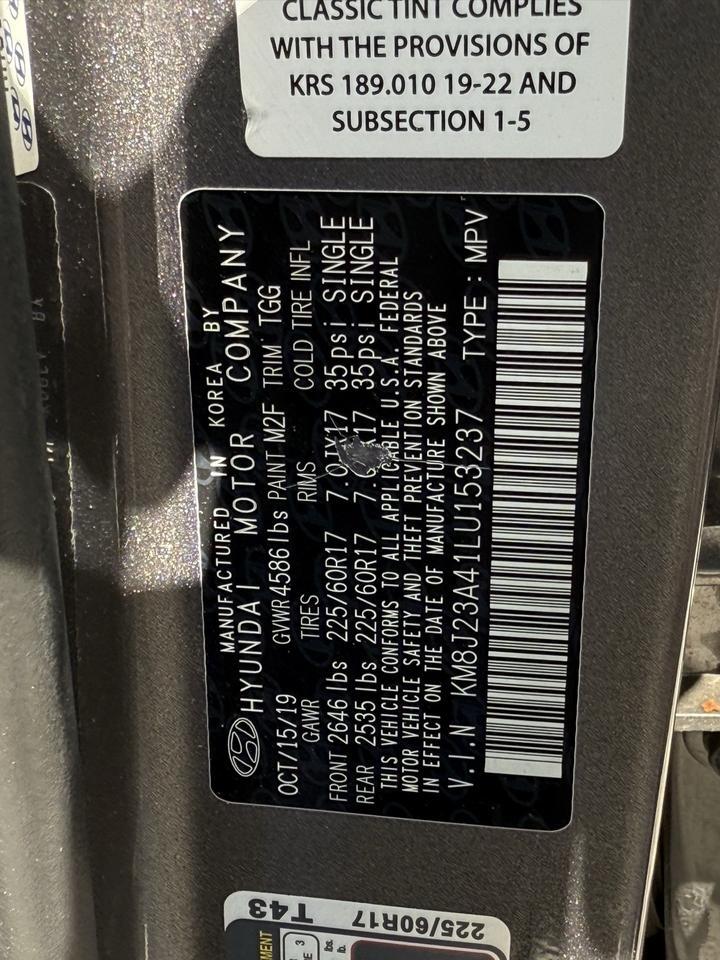 CLASSIC TINT COMPLIES
WITH THE PROVISIONS OF
KRS 189.010 19-22 AND
SUBSECTION 1-5
MANUFACTURED IN KOREA BY
HYUNDAI MOTOR COMPANY
OCT/15/19 GVWR 4586 lbs PAINT M2F TRIM TGG
GAWR TIRES RIMS COLD TIRE INFL
FRONT 2646 lbs 225/60R17 7.0JX17 35psi SINGLE
REAR 2535 lbs 225/60R17 35psi SINGLE
THIS VEHICLE CONFORMS TO ALL APPLICABLE U.S.A. FEDERAL
MOTOR VEHICLE SAFETY AND THEFT PREVENTION STANDARDS
IN EFFECT ON THE DATE OF MANUFACTURE SHOWN ABOVE
V.I.N KM8J23A41LU153237 TYPE : MPV
225/60R17
T43